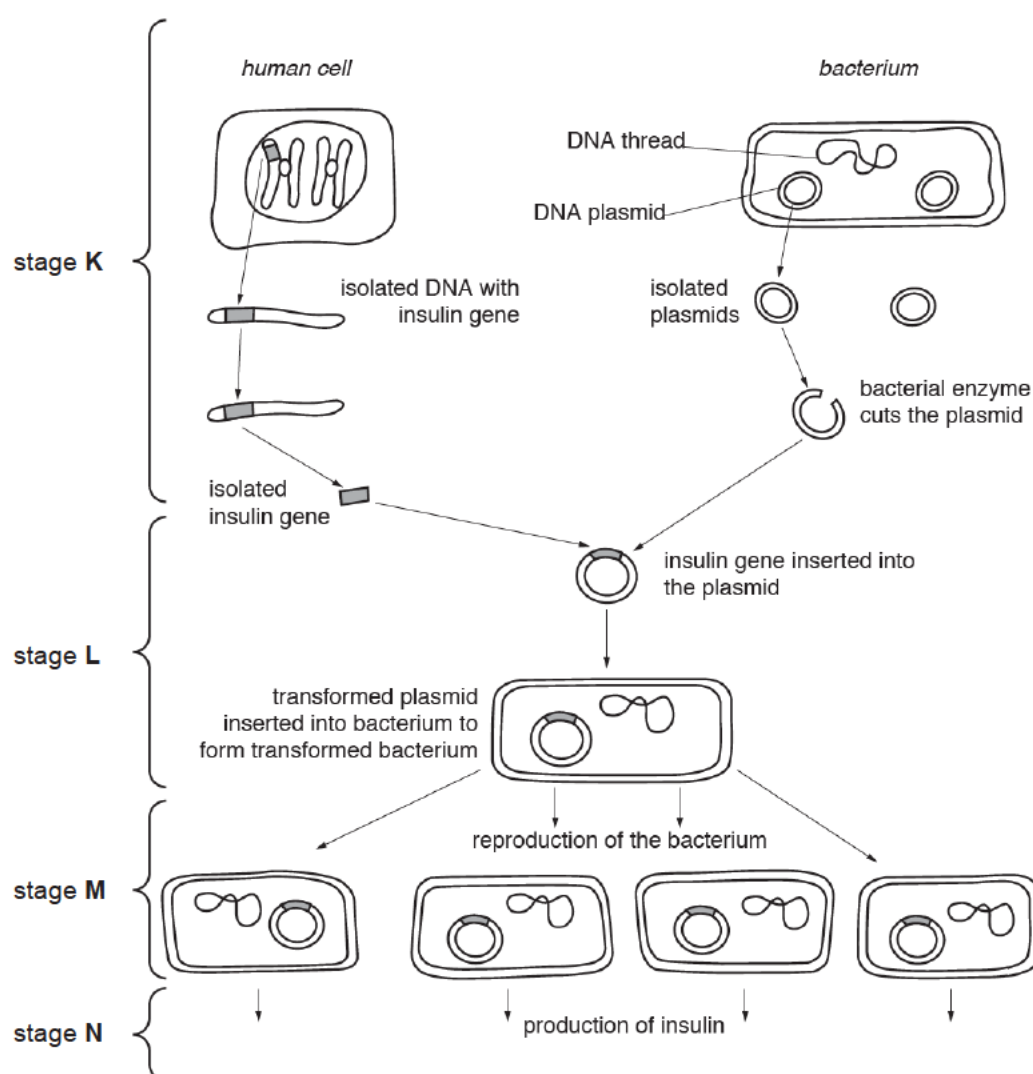 human cell
bacterium
DNA thread
DNA plasmid
stage K
isolated DNA with
insulin gene
isolated
plasmids
bacterial enzyme
cuts the plasmid
isolated
insulin gene
insulin gene inserted into
the plasmid
stage L
transformed plasmid
inserted into bacterium to
form transformed bacterium
reproduction of the bacterium
stage M
production of insulin
stage N